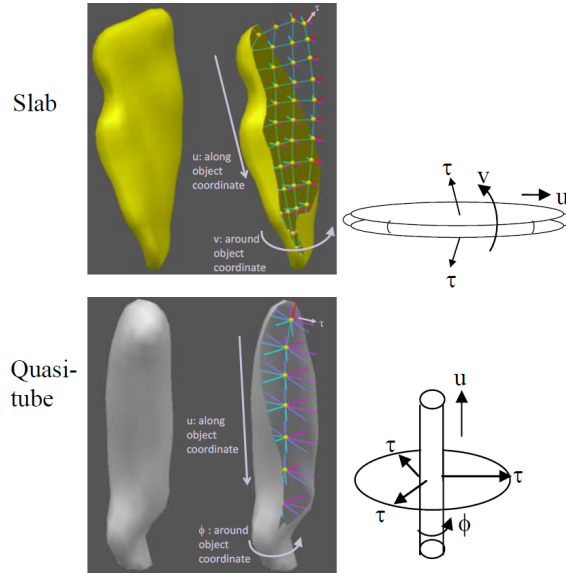 Slab
τ
u: along
object
coordinate
v: around
object
coordinate
τ
v
u
τ
Quasi-
tube
τ
u: along
object
coordinate
ϕ : around
object
coordinate
u
τ
τ
τ
ϕ